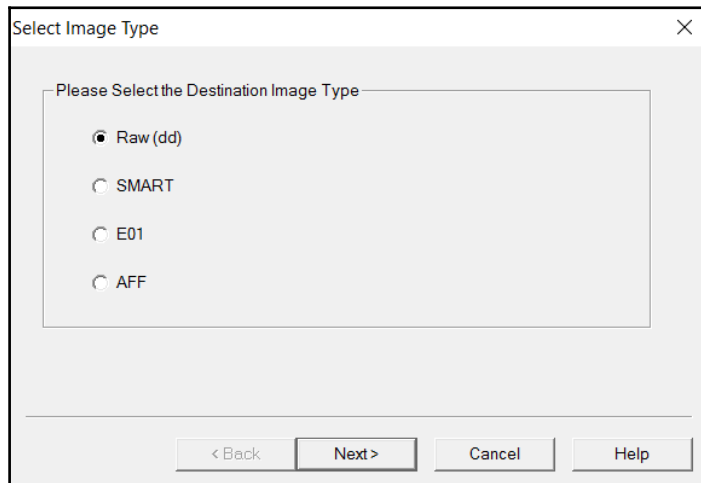 Select Image Type
Please Select the Destination Image Type
Raw (dd)
SMART
E01
AFF
< Back Next > Cancel Help